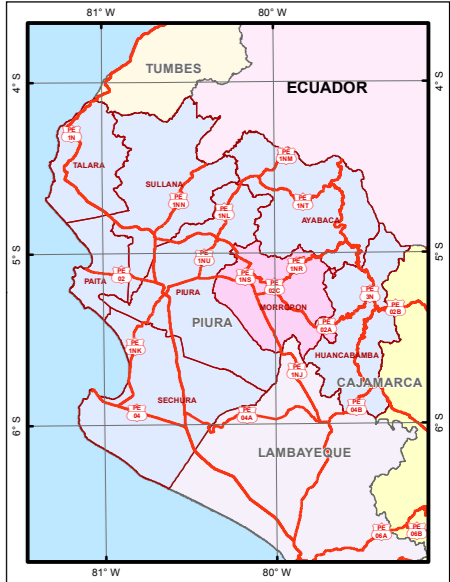 81° W
80° W
TUMBES
4° S
4° S
ECUADOR
PE
1N
PE
1NM
TALARA
SULLANA
PE
1NN
PE
1NL
PE
1NT
AYABACA
5° S
5° S
PE
1NU
PE
02
PAITA
PIURA
PE
1NS
PE
02C
PE
1NR
PE
3N
PE
02B
MORROPON
PIURA
PE
02A
PE
1NK
HUANCABAMBA
PE
1NJ
CAJAMARCA
SECHURA
PE
04
PE
04A
PE
04B
6° S
6° S
LAMBAYEQUE
PE
06A
PE
06B
81° W
80° W